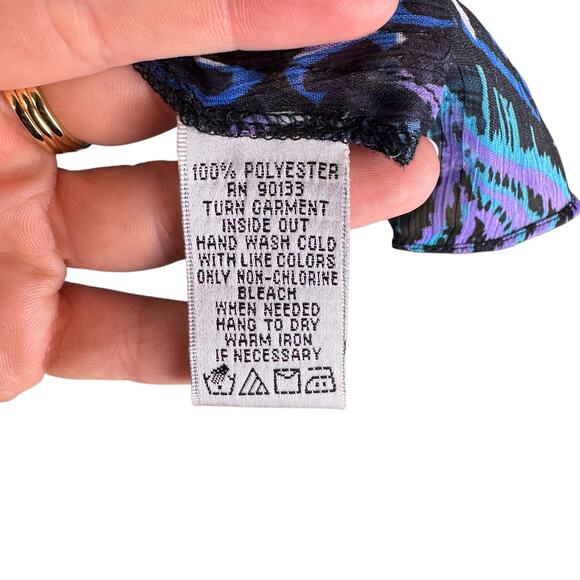 100% POLYESTER
RN 90133
TURN GARMENT
INSIDE OUT
HAND WASH COLD
WITH LIKE COLORS
ONLY NON-CHLORINE
BLEACH
WHEN NEEDED
HANG TO DRY
WARM IRON
IF NECESSARY